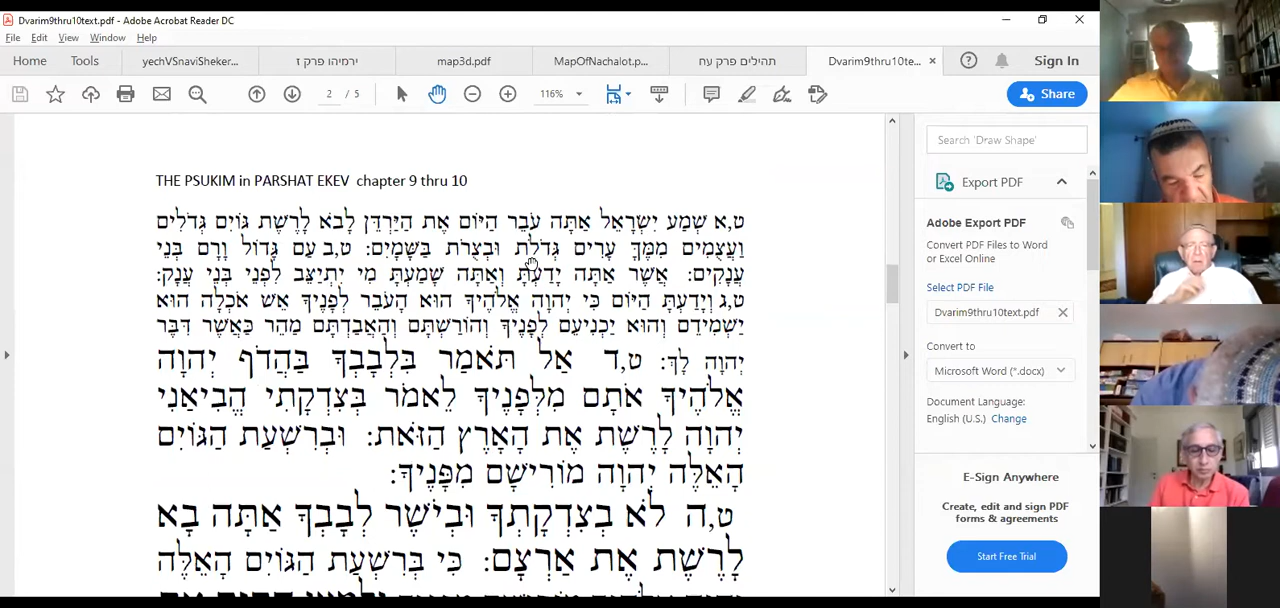 Dvarim9thru10text.pdf - Adobe Acrobat Reader DC
File Edit View Window Help
Home Tools yechVSnaviSheker... ירמיהו פרק ז map3d.pdf MapOfNachalot.p... תהילים פרק עח Dvarim9thru10te... Sign In
2 / 5 116% Share
THE PSUKIM in PARSHAT EKEV chapter 9 thru 10
ט,א שְׁמַע יִשְׂרָאֵל אַתָּה עֹבֵר הַיּוֹם אֶת הַיַּרְדֵּן לָבֹא לָרֶשֶׁת גּוֹיִם גְּדֹלִים
וַעֲצֻמִים מִמֶּךָּ עָרִים גְּדֹלֹת וּבְצֻרֹת בַּשָּׁמָיִם: ט,ב עַם גָּדוֹל וָרָם בְּנֵי
עֲנָקִים: אֲשֶׁר אַתָּה יָדַעְתָּ וְאַתָּה שָׁמַעְתָּ מִי יִתְיַצֵּב לִפְנֵי בְּנֵי עֲנָק:
ט,ג וְיָדַעְתָּ הַיּוֹם כִּי יְהוָה אֱלֹהֶיךָ הוּא הָעֹבֵר לְפָנֶיךָ אֵשׁ אֹכְלָה הוּא
יַשְׁמִידֵם וְהוּא יַכְנִיעֵם לְפָנֶיךָ וְהוֹרַשְׁתָּם וְהַאֲבַדְתָּם מַהֵר כַּאֲשֶׁר דִּבֶּר
יְהוָה לָךְ: ט,ד אַל תֹּאמַר בִּלְבָבְךָ בַּהֲדֹף יְהוָה
אֱלֹהֶיךָ אֹתָם מִלְּפָנֶיךָ לֵאמֹר בְּצִדְקָתִי הֱבִיאַנִי
יְהוָה לָרֶשֶׁת אֶת הָאָרֶץ הַזֹּאת: וּבְרִשְׁעַת הַגּוֹיִם
הָאֵלֶּה יְהוָה מוֹרִישָׁם מִפָּנֶיךָ:
ט,ה לֹא בְצִדְקָתְךָ וּבְיֹשֶׁר לְבָבְךָ אַתָּה בָא
לָרֶשֶׁת אֶת אַרְצָם: כִּי בְּרִשְׁעַת הַגּוֹיִם הָאֵלֶּה
Search 'Draw Shape'
Export PDF
Adobe Export PDF
Convert PDF Files to Word
or Excel Online
Select PDF File
Dvarim9thru10text.pdf
Convert to
Microsoft Word (*.docx)
Document Language:
English (U.S.) Change
E-Sign Anywhere
Create, edit and sign PDF
forms & agreements
Start Free Trial